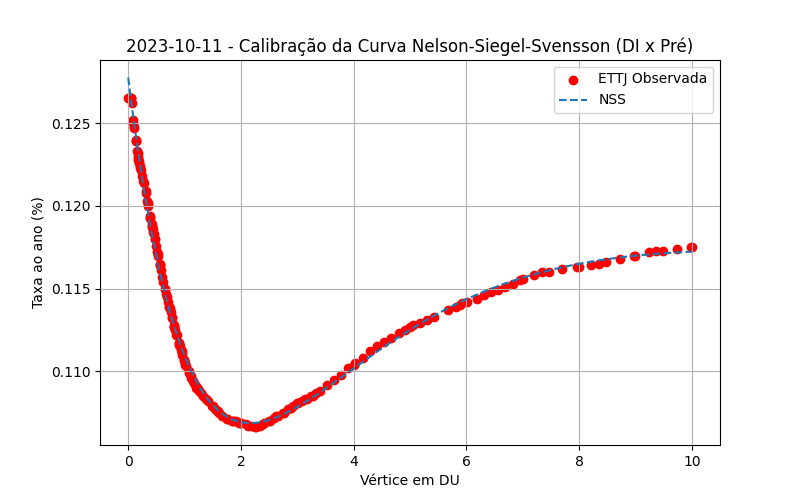 2023-10-11 - Calibração da Curva Nelson-Siegel-Svensson (DI x Pré)
ETTJ Observada
NSS
Taxa ao ano (%)
0.125
0.120
0.115
0.110
0
2
4
6
8
10
Vértice em DU